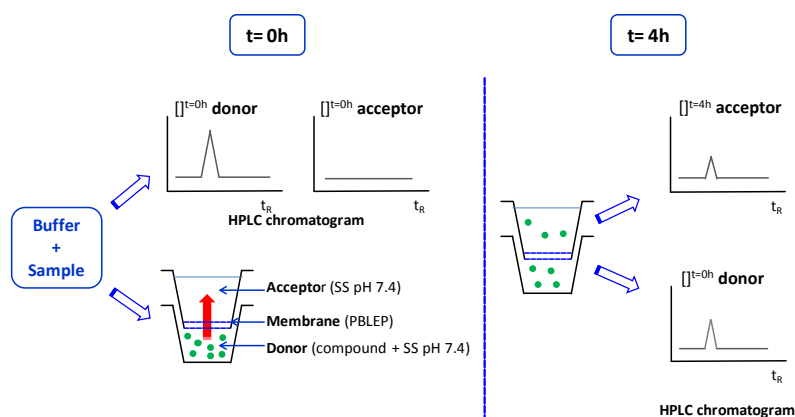 t= 0h
t= 4h
[]t=0h donor
[]t=0h acceptor
tR
tR
HPLC chromatogram
Buffer
+
Sample
Acceptor (SS pH 7.4)
Membrane (PBLEP)
Donor (compound + SS pH 7.4)
[]t=4h acceptor
tR
[]t=0h donor
tR
HPLC chromatogram